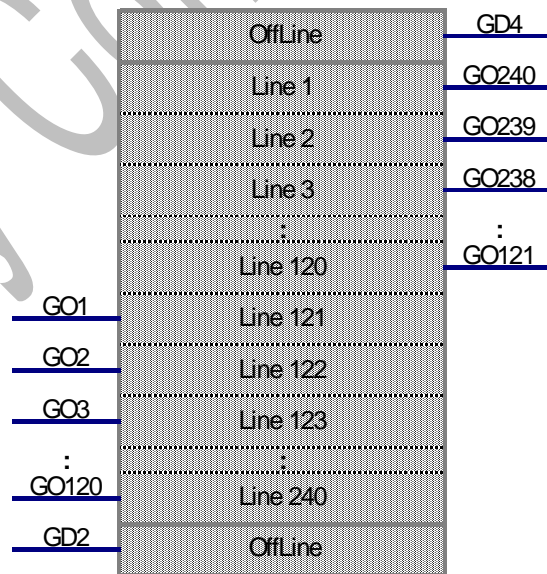 OffLine GD4
Line 1 GO240
Line 2 GO239
Line 3 GO238
: :
Line 120 GO121
GO1 Line 121
GO2 Line 122
GO3 Line 123
: :
GO120 Line 240
GD2 OffLine